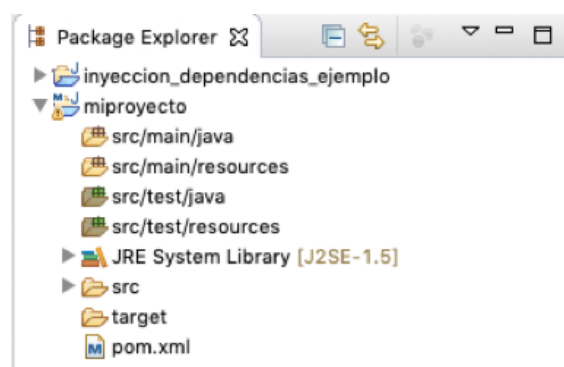 Package Explorer
inyeccion_dependencias_ejemplo
miproyecto
src/main/java
src/main/resources
src/test/java
src/test/resources
JRE System Library [J2SE-1.5]
src
target
pom.xml